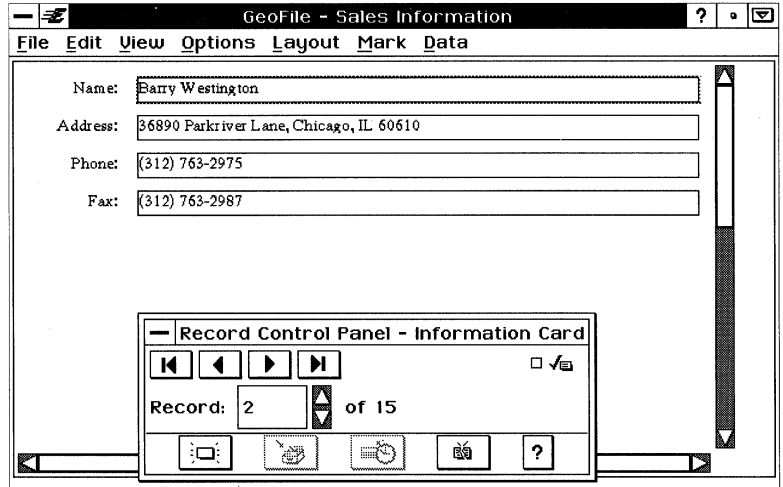 GeoFile - Sales Information ?
File Edit View Options Layout Mark Data
Name: Barry Westington
Address: 36890 Parkriver Lane, Chicago, IL 60610
Phone: (312) 763-2975
Fax: (312) 763-2987
Record Control Panel - Information Card
Record: 2 of 15
?